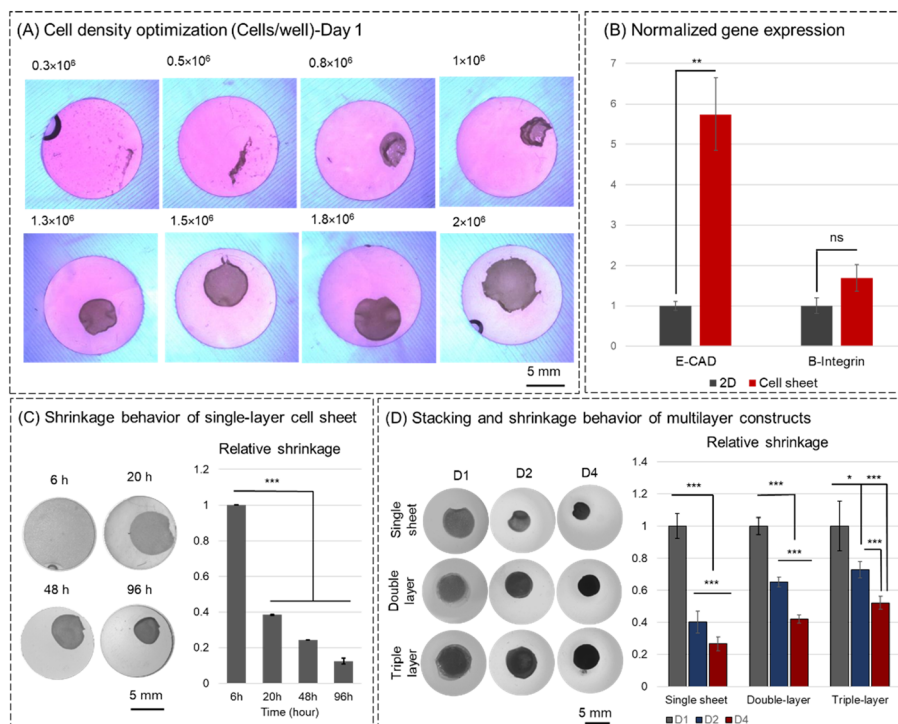 (A) Cell density optimization (Cells/well)-Day 1
0.3×10⁶
0.5×10⁶
0.8×10⁶
1×10⁶
1.3×10⁶
1.5×10⁶
1.8×10⁶
2×10⁶
5 mm
(B) Normalized gene expression
7
6
5
4
3
2
1
0
**
ns
E-CAD
B-Integrin
2D
Cell sheet
(C) Shrinkage behavior of single-layer cell sheet
6 h
20 h
48 h
96 h
5 mm
Relative shrinkage
1.2
1
0.8
0.6
0.4
0.2
0
***
6h
20h
48h
96h
Time (hour)
(D) Stacking and shrinkage behavior of multilayer constructs
D1
D2
D4
Single
sheet
Double
layer
Triple
layer
5 mm
Relative shrinkage
1.4
1.2
1
0.8
0.6
0.4
0.2
0
***
***
***
***
*
***
***
Single sheet
Double-layer
Triple-layer
D1
D2
D4